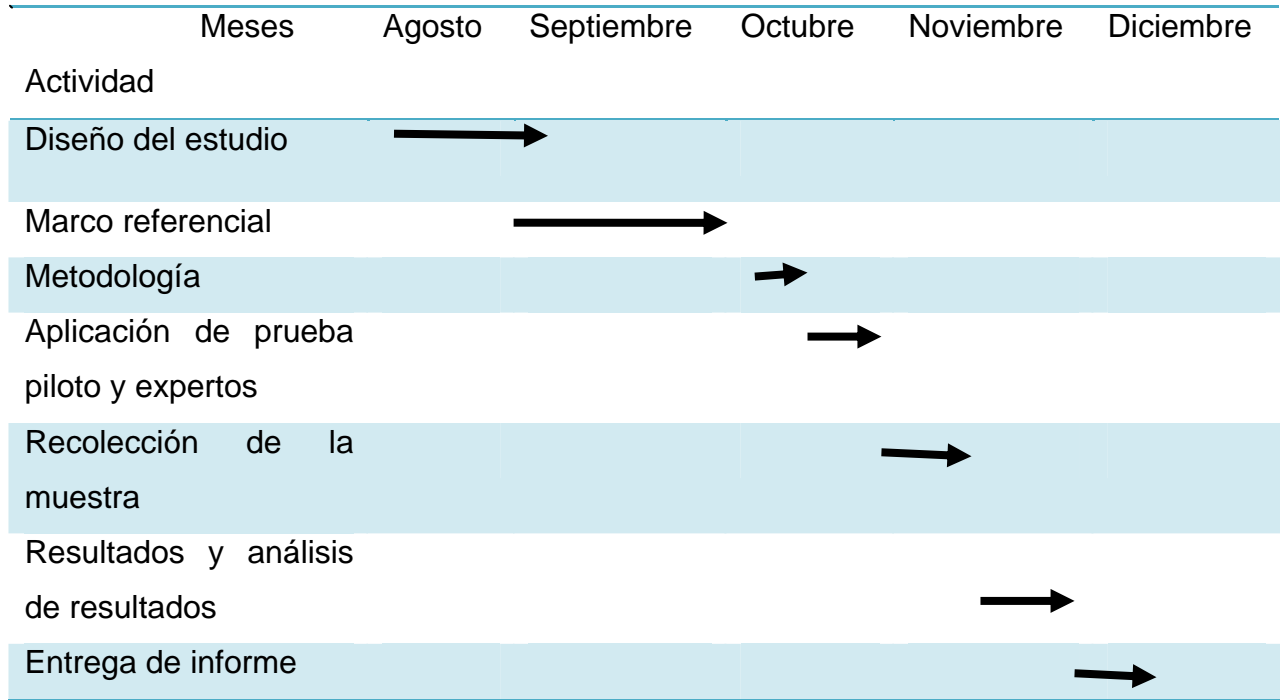 Meses Agosto Septiembre Octubre Noviembre Diciembre
Actividad
Diseño del estudio
Marco referencial
Metodología
Aplicación de prueba
piloto y expertos
Recolección de la
muestra
Resultados y análisis
de resultados
Entrega de informe